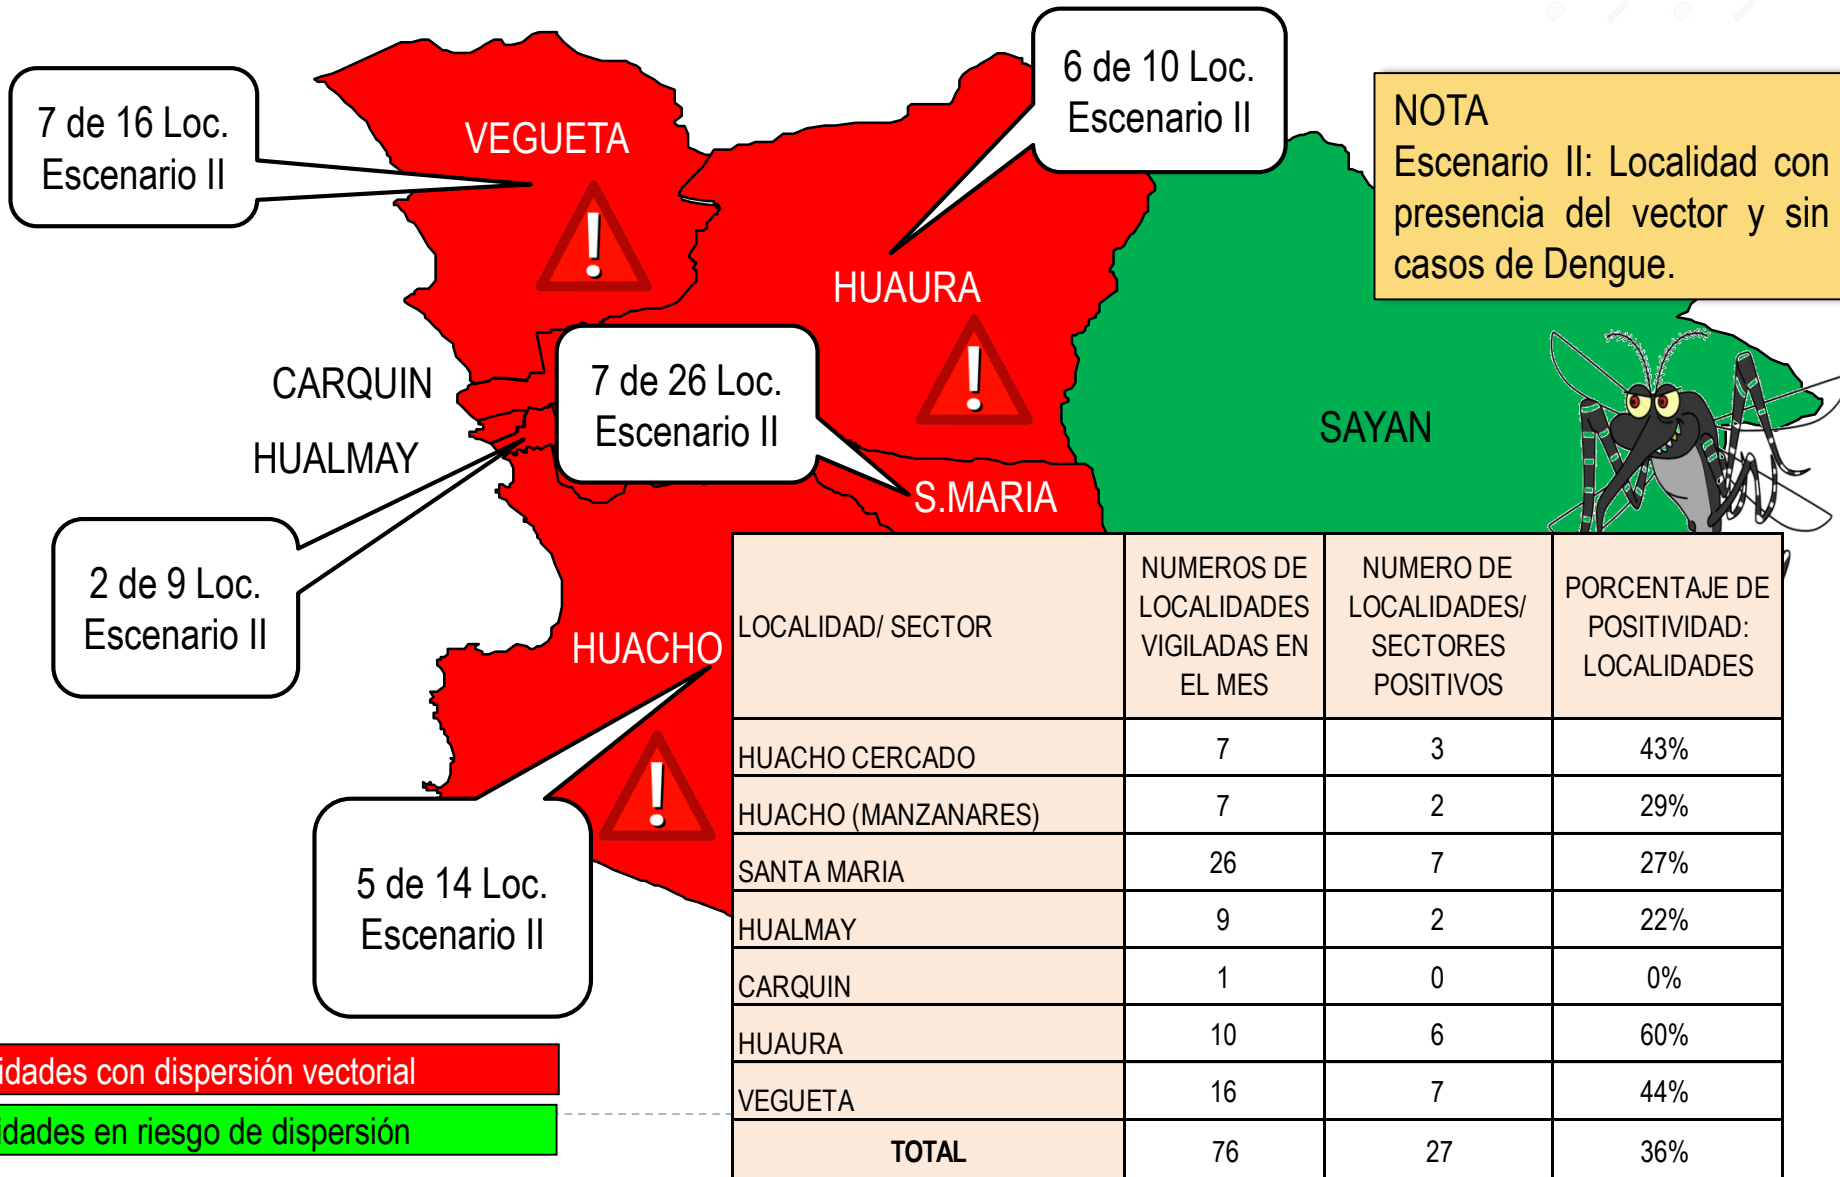 7 de 16 Loc.
Escenario II
VEGUETA
6 de 10 Loc.
Escenario II
NOTA
Escenario II: Localidad con
presencia del vector y sin
casos de Dengue.
HUAURA
CARQUIN
HUALMAY
7 de 26 Loc.
Escenario II
SAYAN
S.MARIA
2 de 9 Loc.
Escenario II
HUACHO
5 de 14 Loc.
Escenario II
LOCALIDAD/ SECTOR
NUMEROS DE
LOCALIDADES
VIGILADAS EN
EL MES
NUMERO DE
LOCALIDADES/
SECTORES
POSITIVOS
PORCENTAJE DE
POSITIVIDAD:
LOCALIDADES
HUACHO CERCADO 7 3 43%
HUACHO (MANZANARES) 7 2 29%
SANTA MARIA 26 7 27%
HUALMAY 9 2 22%
CARQUIN 1 0 0%
HUAURA 10 6 60%
VEGUETA 16 7 44%
TOTAL 76 27 36%
idades con dispersión vectorial
idades en riesgo de dispersión